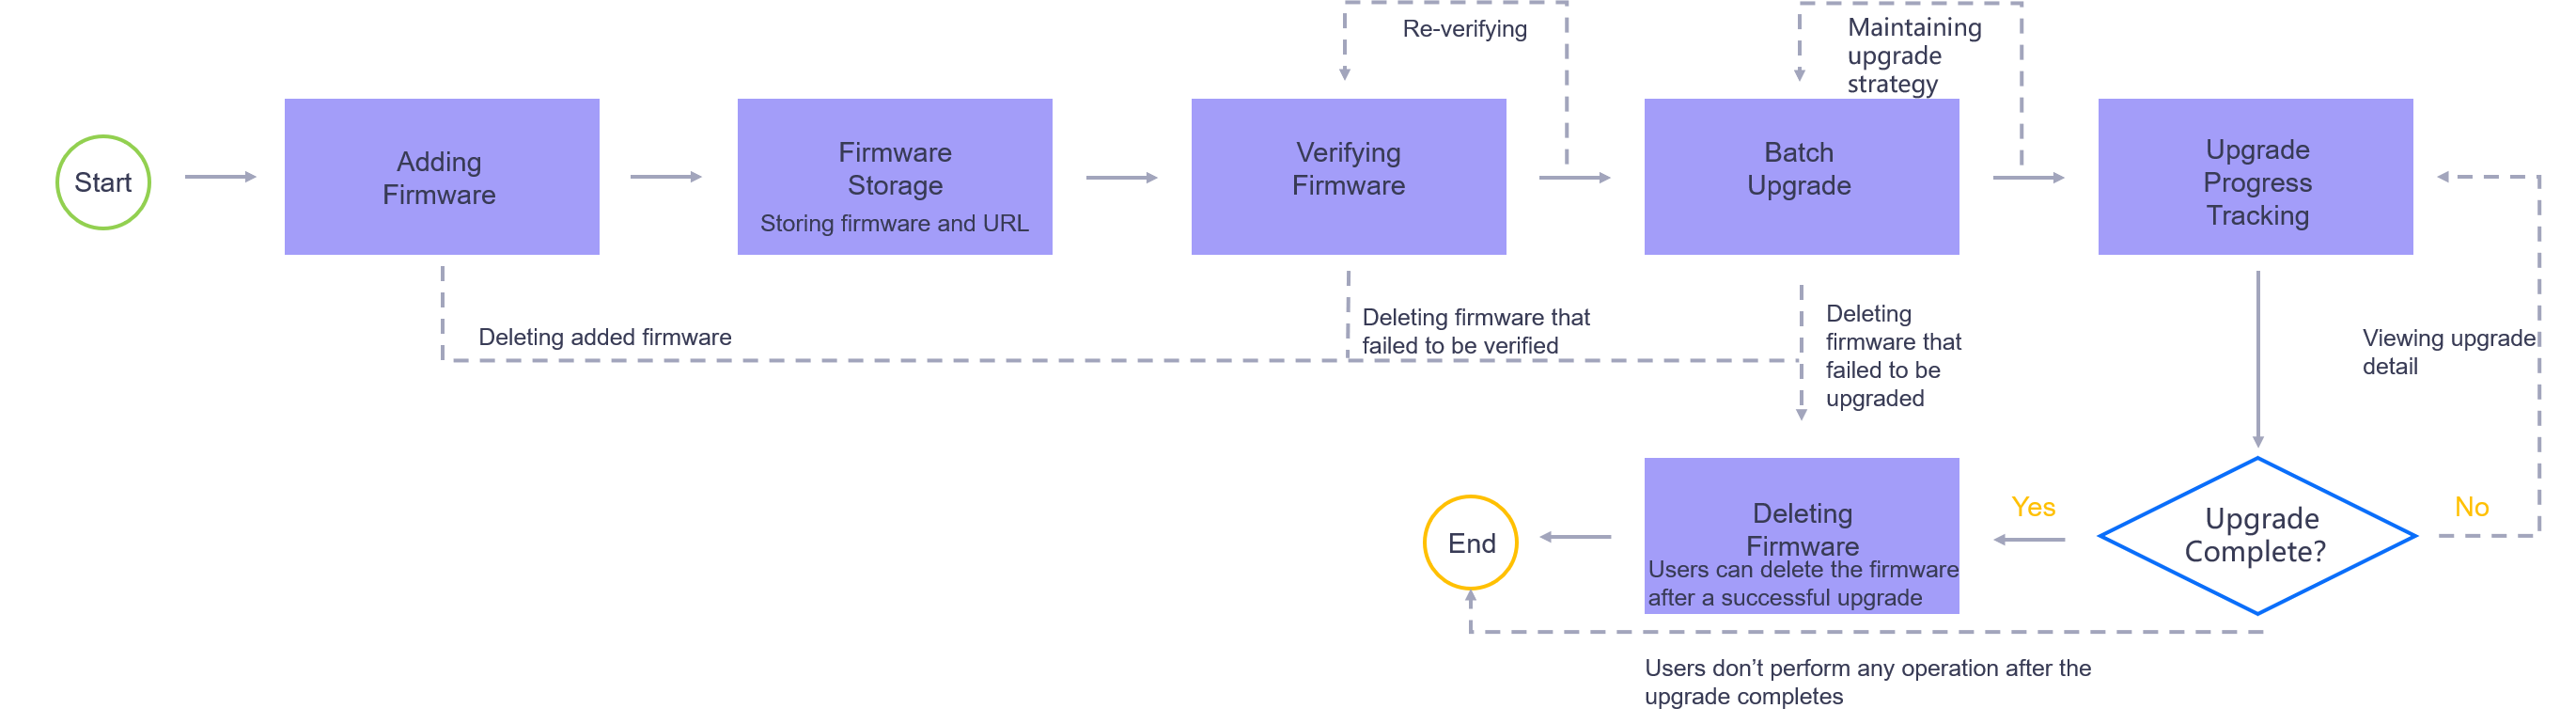 Re-verifying
Maintaining
upgrade
strategy
Start
Adding
Firmware
Firmware
Storage
Storing firmware and URL
Verifying
Firmware
Batch
Upgrade
Upgrade
Progress
Tracking
Deleting added firmware
Deleting firmware that
failed to be verified
Deleting
firmware that
failed to be
upgraded
Viewing upgrade
detail
End
Deleting
Firmware
Users can delete the firmware
after a successful upgrade
Yes
Upgrade
Complete?
No
Users don’t perform any operation after the
upgrade completes